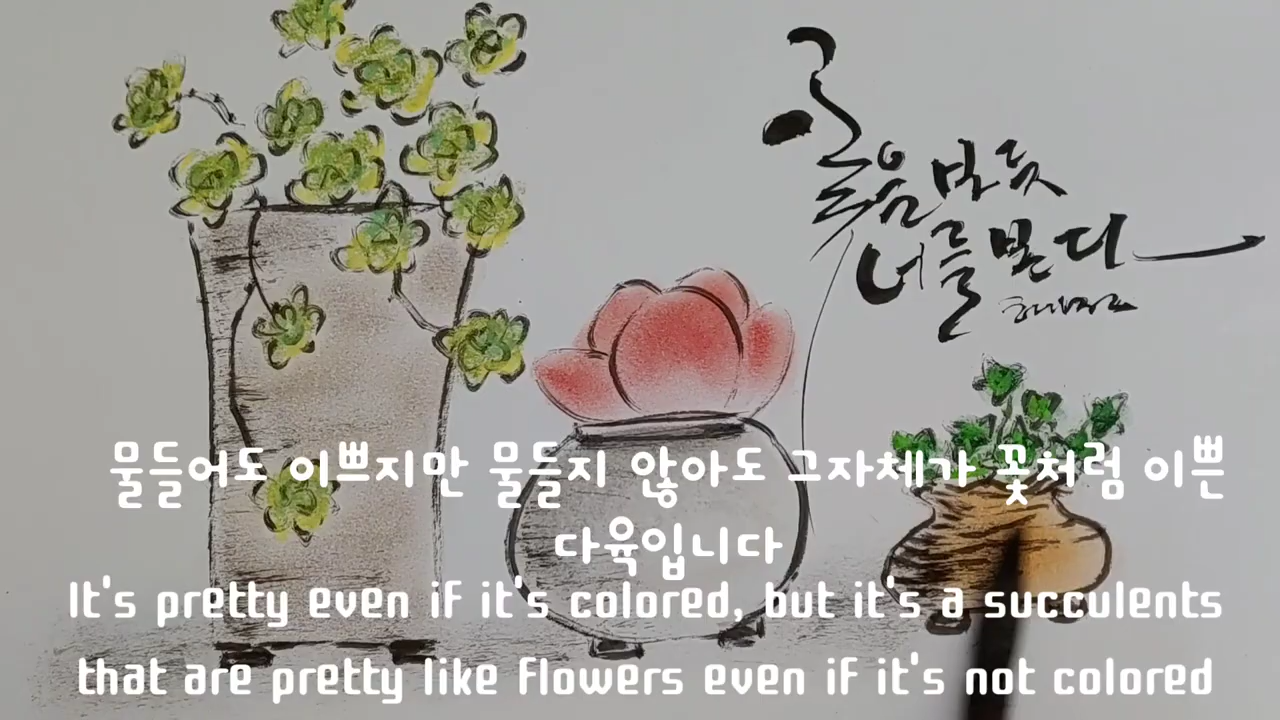 너를 본다
물들어도 이쁘지만 물들지 않아도 그자체가 꽃처럼 이쁜
다육입니다
It's pretty even if it's colored, but it's a succulents
that are pretty like flowers even if it's not colored